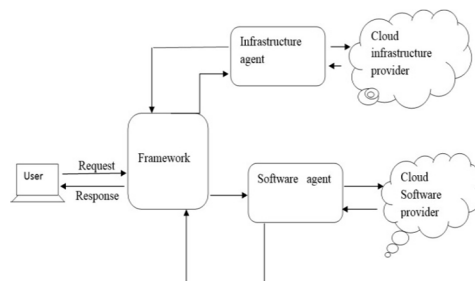 Infrastructure
agent
Cloud
infrastructure
provider
Framework
User
Request
Response
Software agent
Cloud
Software
provider